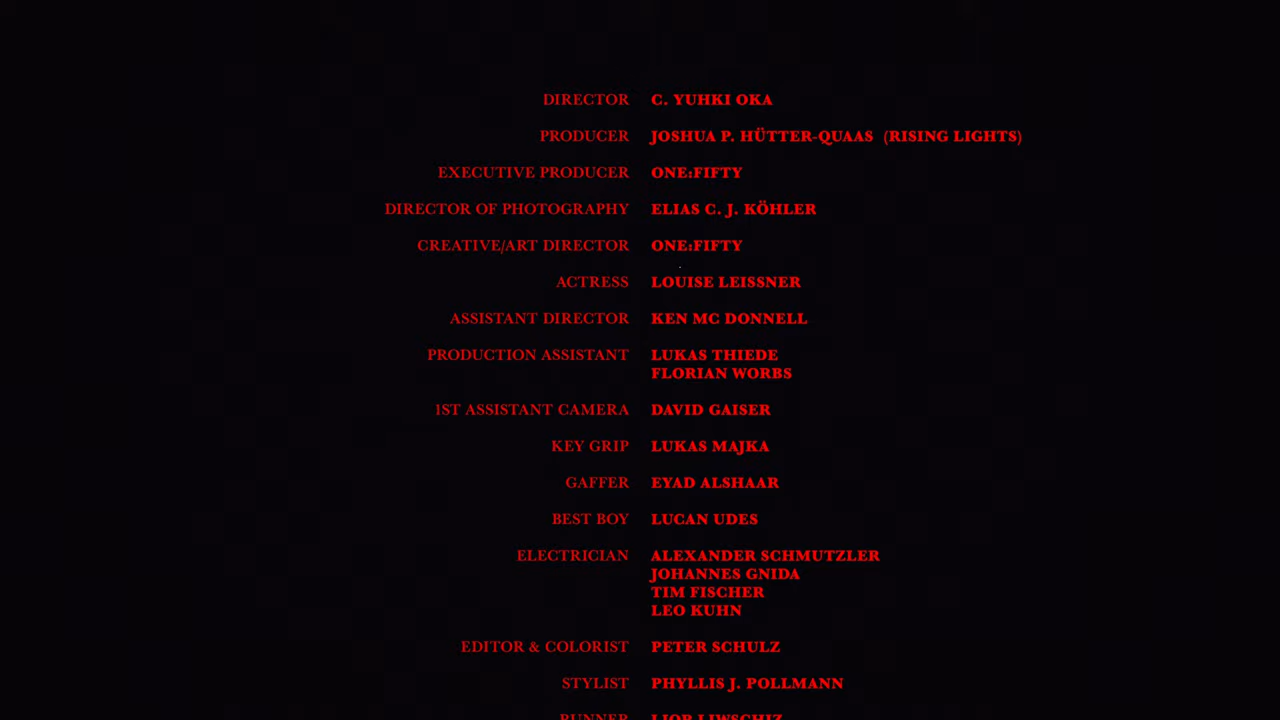 DIRECTOR C. YUHKI OKA
PRODUCER JOSHUA P. HÜTTER-QUAAS (RISING LIGHTS)
EXECUTIVE PRODUCER ONE:FIFTY
DIRECTOR OF PHOTOGRAPHY ELIAS C. J. KÖHLER
CREATIVE/ART DIRECTOR ONE:FIFTY
ACTRESS LOUISE LEISSNER
ASSISTANT DIRECTOR KEN MC DONNELL
PRODUCTION ASSISTANT LUKAS THIEDE
FLORIAN WORBS
1ST ASSISTANT CAMERA DAVID GAISER
KEY GRIP LUKAS MAJKA
GAFFER EYAD ALSHAAR
BEST BOY LUCAN UDES
ELECTRICIAN ALEXANDER SCHMUTZLER
JOHANNES GNIDA
TIM FISCHER
LEO KUHN
EDITOR & COLORIST PETER SCHULZ
STYLIST PHYLLIS J. POLLMANN
RUNNER LIOR LIWSCHIZ